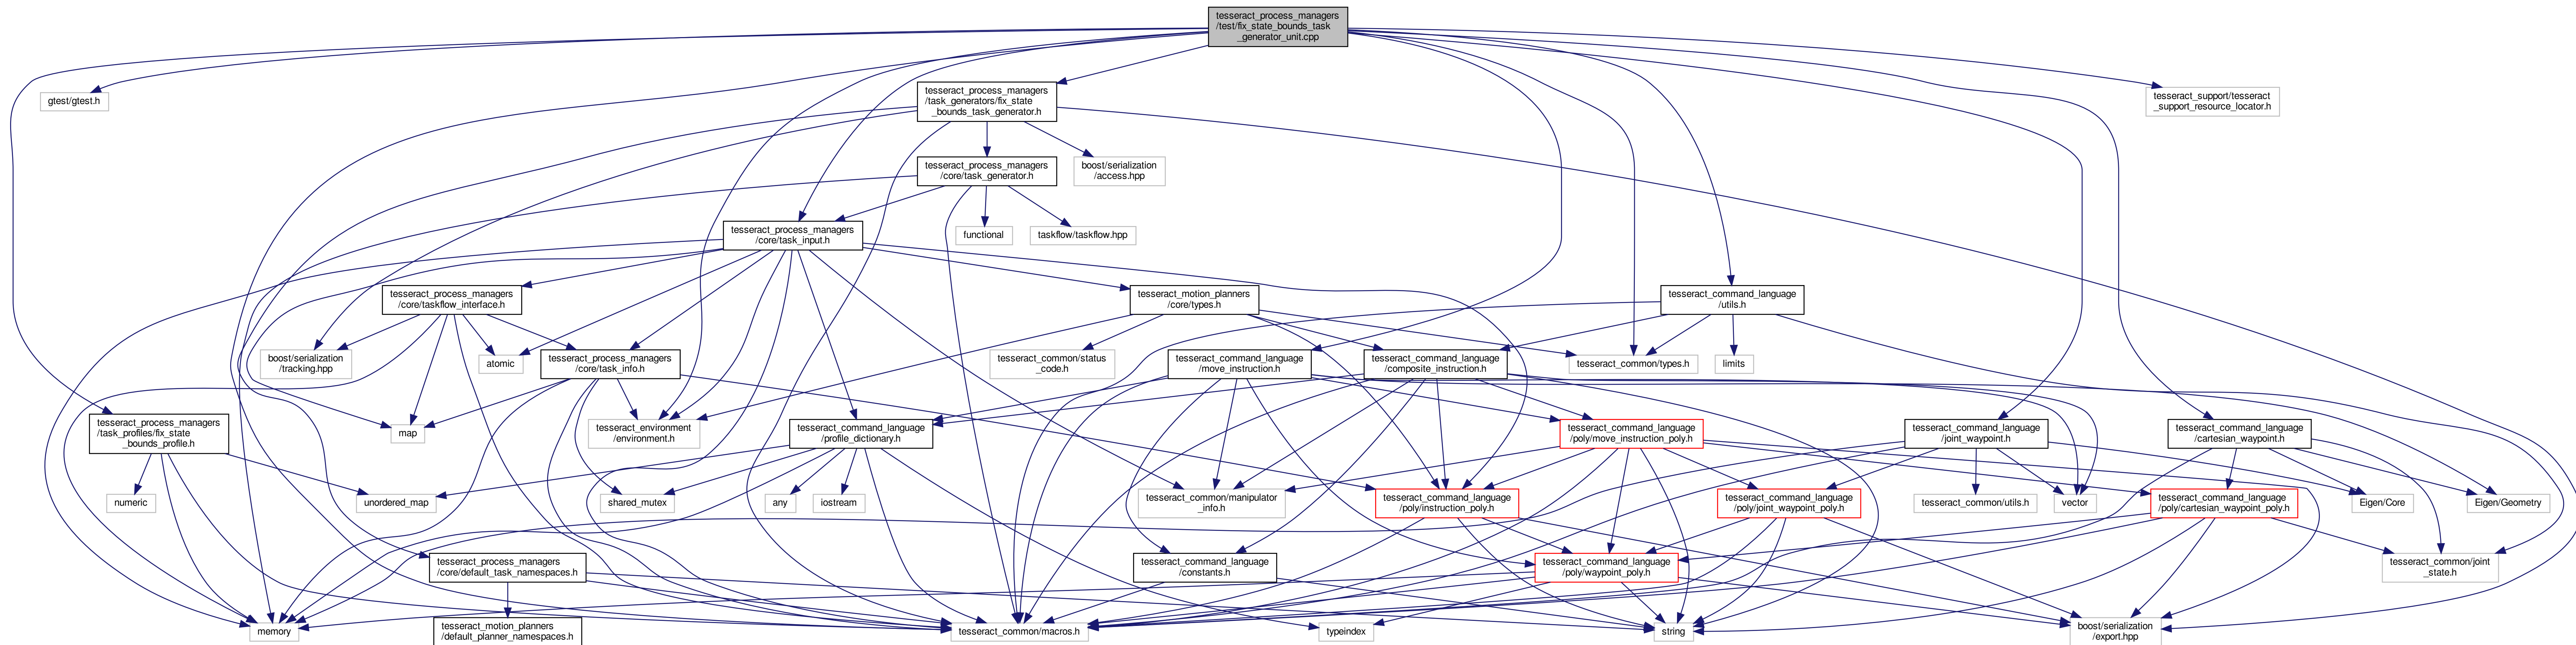 tesseract_process_managers
/test/fix_state_bounds_task
_generator_unit.cpp
gtest/gtest.h
tesseract_process_managers
/task_generators/fix_state
_bounds_task_generator.h
tesseract_support/tesseract
_support_resource_locator.h
tesseract_process_managers
/core/task_generator.h
boost/serialization
/access.hpp
tesseract_process_managers
/core/task_input.h
functional
taskflow/taskflow.hpp
tesseract_process_managers
/core/taskflow_interface.h
tesseract_motion_planners
/core/types.h
tesseract_command_language
/utils.h
boost/serialization
/tracking.hpp
atomic
tesseract_process_managers
/core/task_info.h
tesseract_common/status
_code.h
tesseract_command_language
/move_instruction.h
tesseract_command_language
/composite_instruction.h
tesseract_common/types.h
limits
tesseract_process_managers
/task_profiles/fix_state
_bounds_profile.h
map
tesseract_environment
/environment.h
tesseract_command_language
/profile_dictionary.h
tesseract_command_language
/poly/move_instruction_poly.h
tesseract_command_language
/joint_waypoint.h
tesseract_command_language
/cartesian_waypoint.h
numeric
unordered_map
shared_mutex
any
iostream
tesseract_common/manipulator
_info.h
tesseract_command_language
/poly/instruction_poly.h
tesseract_command_language
/poly/joint_waypoint_poly.h
tesseract_common/utils.h
vector
tesseract_command_language
/poly/cartesian_waypoint_poly.h
Eigen/Core
Eigen/Geometry
tesseract_process_managers
/core/default_task_namespaces.h
tesseract_command_language
/constants.h
tesseract_command_language
/poly/waypoint_poly.h
tesseract_common/joint
_state.h
memory
tesseract_motion_planners
/default_planner_namespaces.h
tesseract_common/macros.h
typeindex
string
boost/serialization
/export.hpp